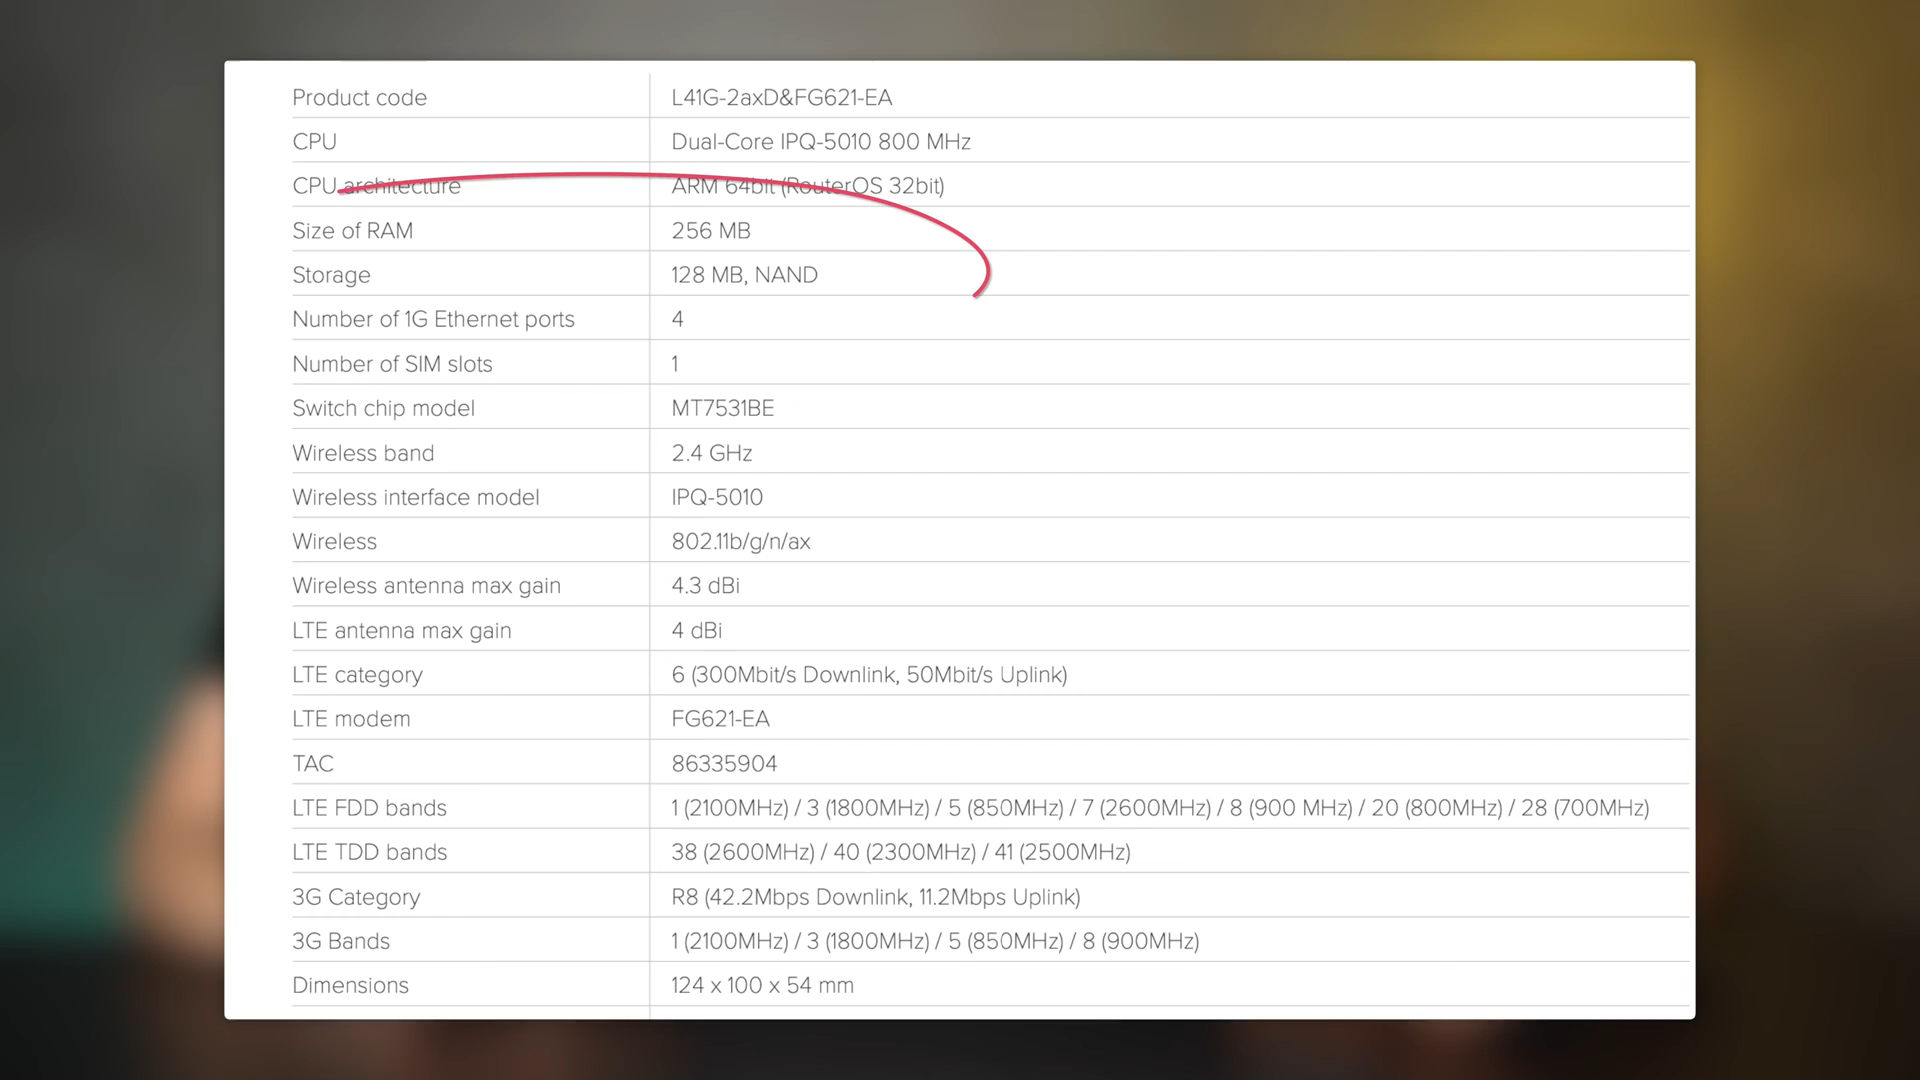 Product code L41G-2axD&FG621-EA
CPU Dual-Core IPQ-5010 800 MHz
CPU architecture ARM 64bit (RouterOS 32bit)
Size of RAM 256 MB
Storage 128 MB, NAND
Number of 1G Ethernet ports 4
Number of SIM slots 1
Switch chip model MT7531BE
Wireless band 2.4 GHz
Wireless interface model IPQ-5010
Wireless 802.11b/g/n/ax
Wireless antenna max gain 4.3 dBi
LTE antenna max gain 4 dBi
LTE category 6 (300Mbit/s Downlink, 50Mbit/s Uplink)
LTE modem FG621-EA
TAC 86335904
LTE FDD bands 1 (2100MHz) / 3 (1800MHz) / 5 (850MHz) / 7 (2600MHz) / 8 (900 MHz) / 20 (800MHz) / 28 (700MHz)
LTE TDD bands 38 (2600MHz) / 40 (2300MHz) / 41 (2500MHz)
3G Category R8 (42.2Mbps Downlink, 11.2Mbps Uplink)
3G Bands 1 (2100MHz) / 3 (1800MHz) / 5 (850MHz) / 8 (900MHz)
Dimensions 124 x 100 x 54 mm